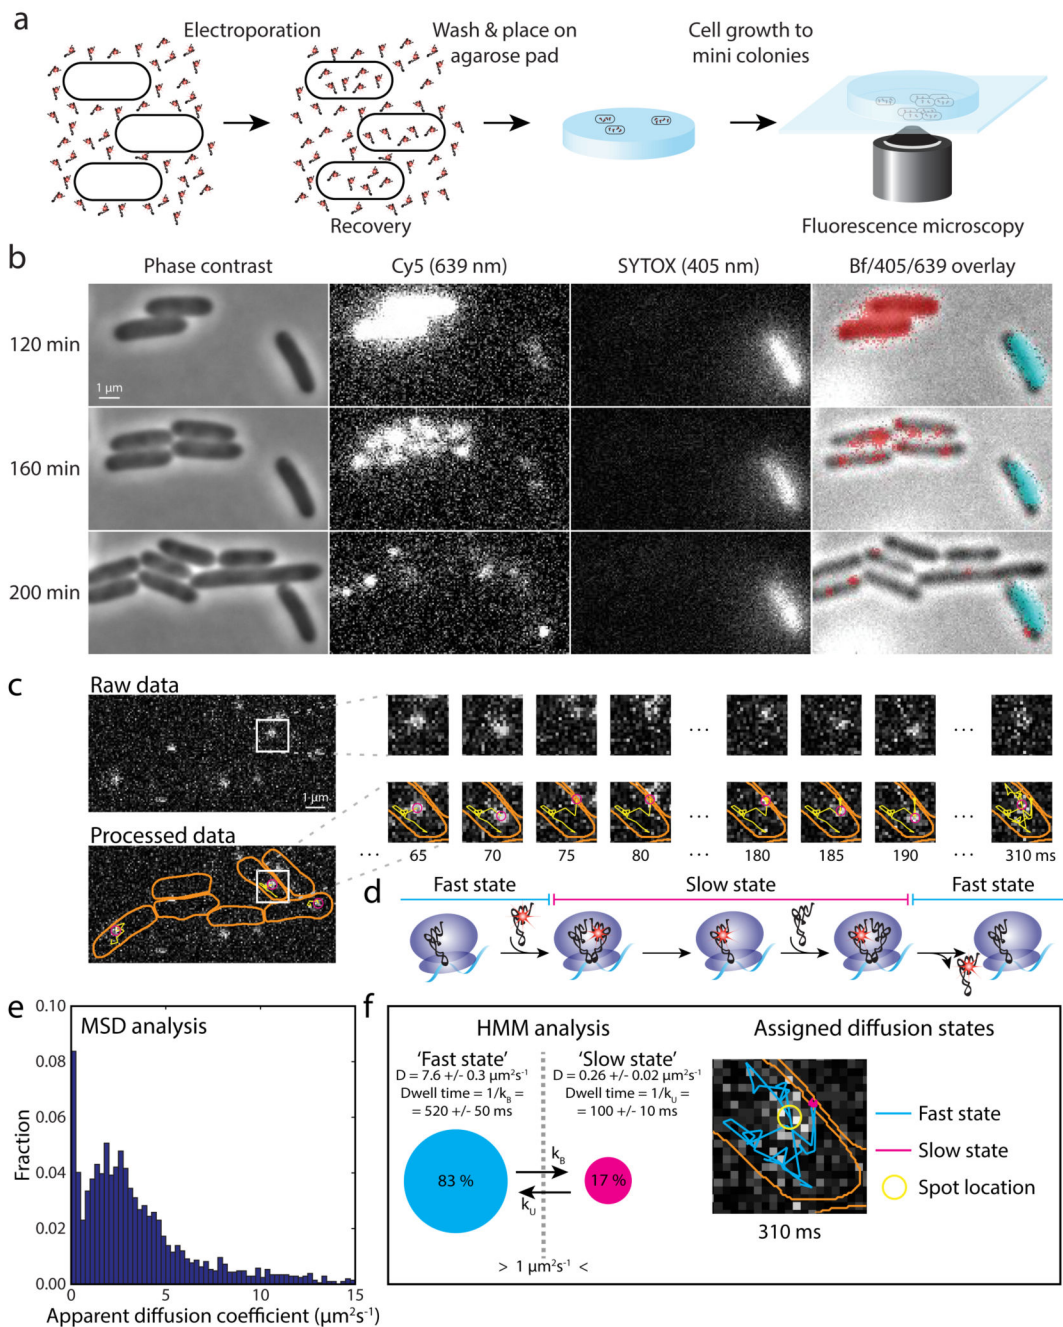 a
Electroporation
Wash & place on
agarose pad
Cell growth to
mini colonies
Recovery
Fluorescence microscopy
b
Phase contrast
Cy5 (639 nm)
SYTOX (405 nm)
Bf/405/639 overlay
120 min
1 µm
160 min
200 min
c
Raw data
1 µm
Processed data
... ...
... 65 70 75 80 ... 180 185 190 ... 310 ms
d
Fast state
Slow state
Fast state
e
MSD analysis
0.10
0.08
0.06
0.04
0.02
0.00
Fraction
0 5 10 15
Apparent diffusion coefficient (µm²s⁻¹)
f
HMM analysis
'Fast state'
D = 7.6 +/- 0.3 µm²s⁻¹
Dwell time = 1/k_B =
= 520 +/- 50 ms
'Slow state'
D = 0.26 +/- 0.02 µm²s⁻¹
Dwell time = 1/k_U =
= 100 +/- 10 ms
83 %
k_B
k_U
17 %
> 1 µm²s⁻¹ <
Assigned diffusion states
310 ms
Fast state
Slow state
Spot location